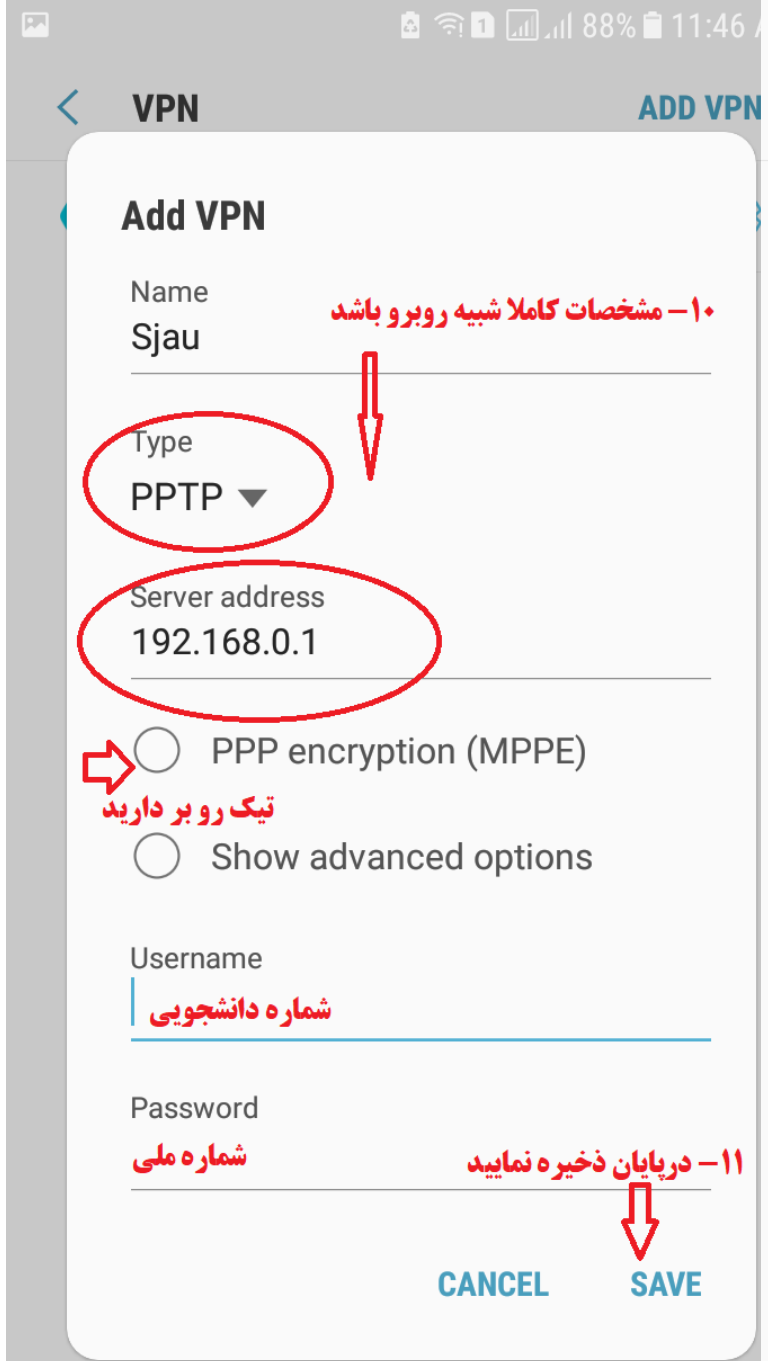 1 88% 11:46 A
VPN ADD VPN
Add VPN
Name
۱۰- مشخصات کاملا شبیه روبرو باشد
Sjau
Type
PPTP
Server address
192.168.0.1
PPP encryption (MPPE)
تیک رو بر دارید
Show advanced options
Username
شماره دانشجویی
Password
شماره ملی
۱۱- درپایان ذخیره نمایید
CANCEL SAVE